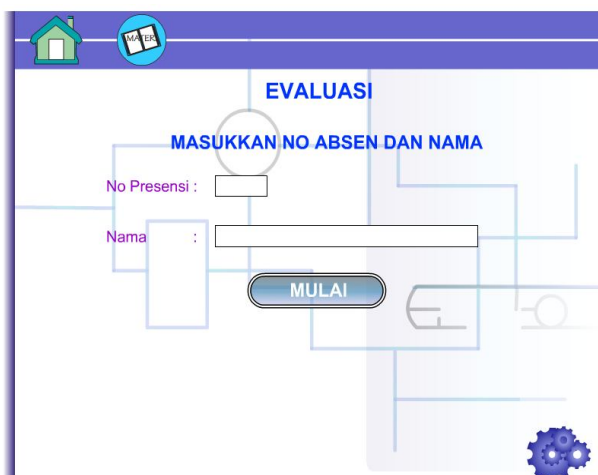 MATERI
EVALUASI
MASUKKAN NO ABSEN DAN NAMA
No Presensi :
Nama :
MULAI